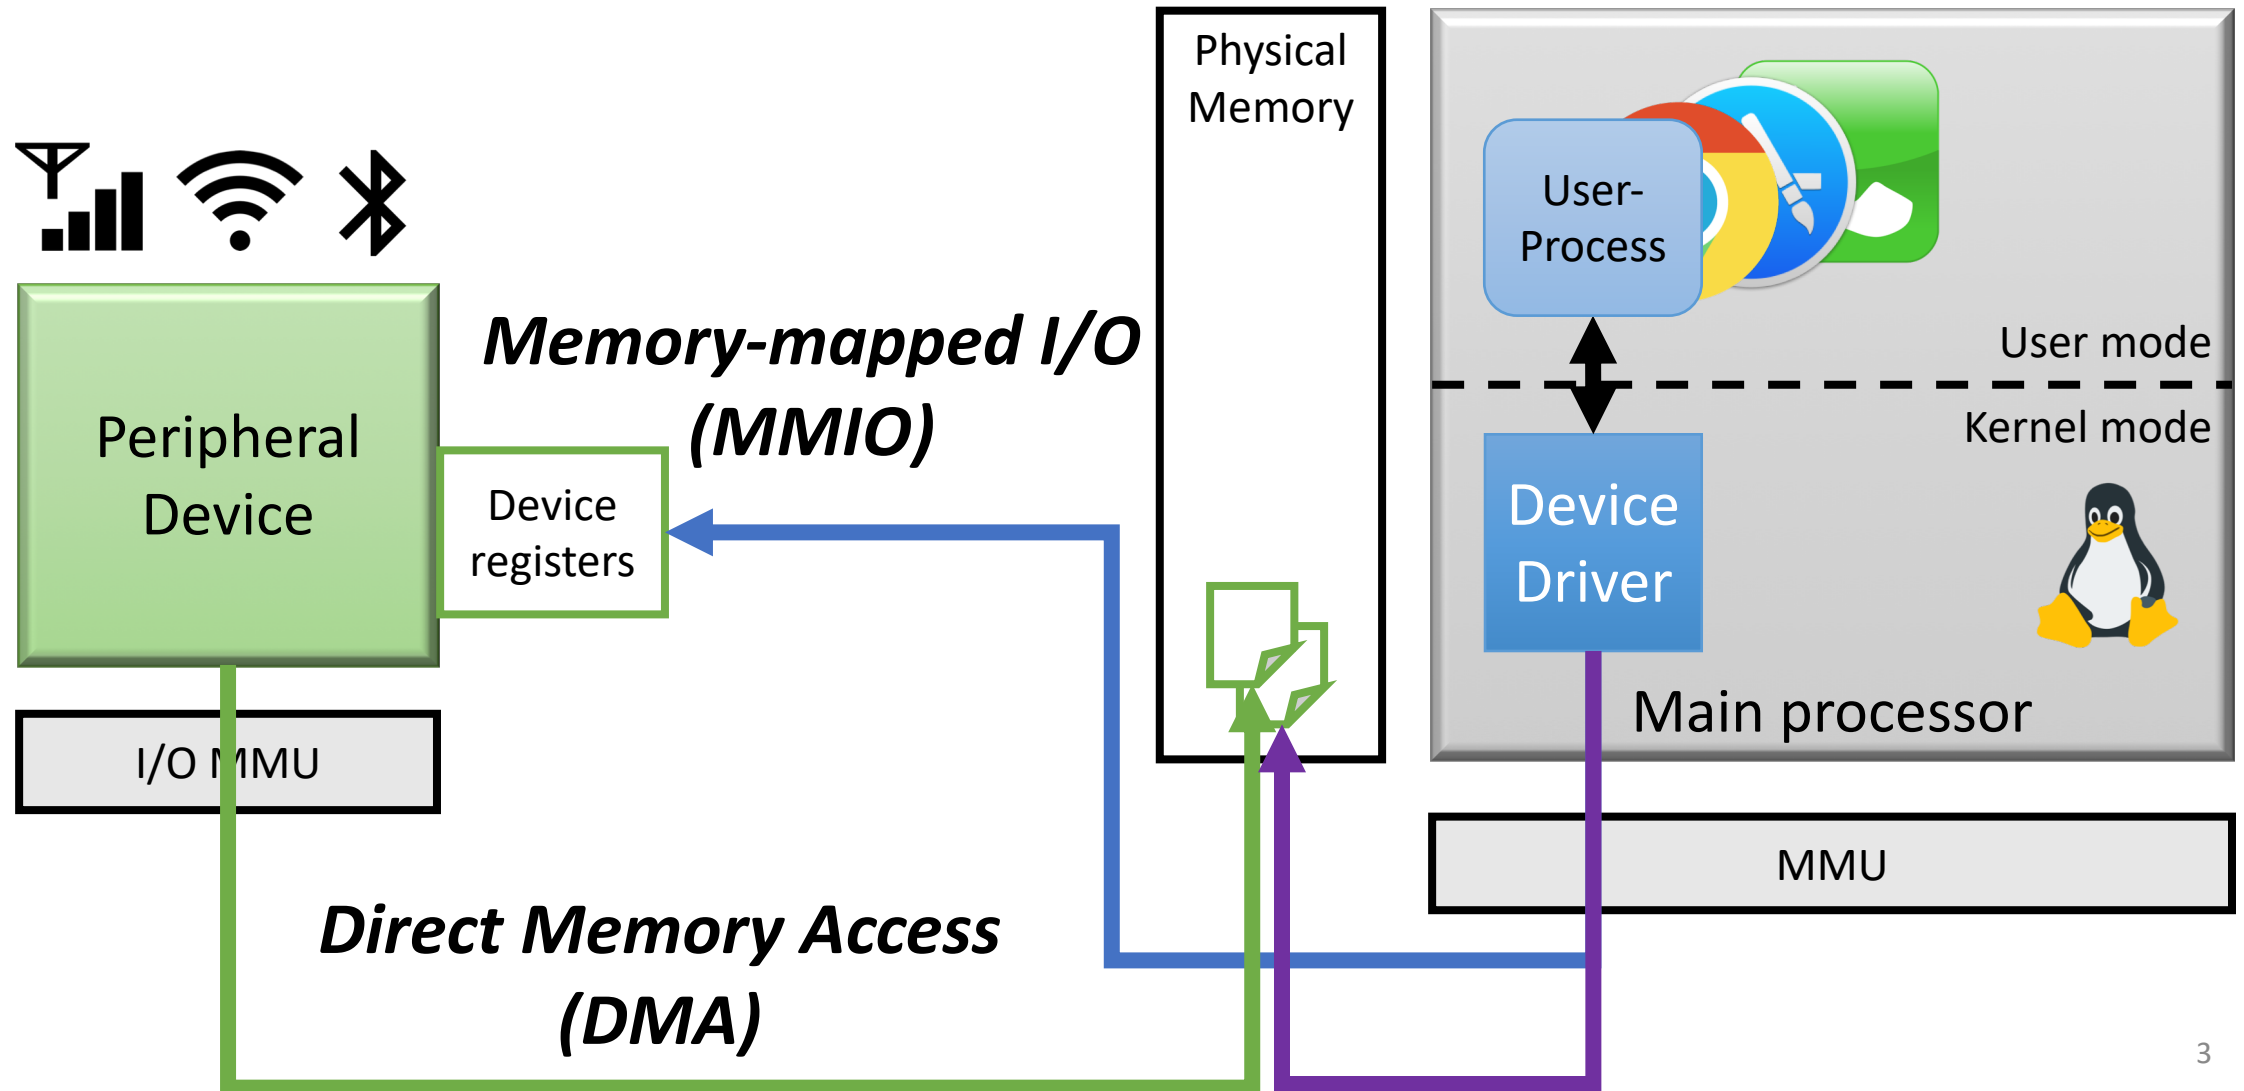 Physical
Memory
User-
Process
Memory-mapped I/O
(MMIO)
User mode
Kernel mode
Peripheral
Device
Device
registers
Device
Driver
Main processor
I/O MMU
MMU
Direct Memory Access
(DMA)
3